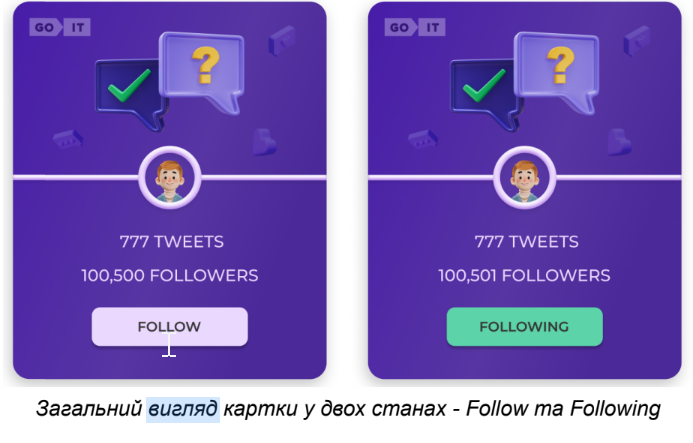 GO IT
GO IT
777 TWEETS
777 TWEETS
100,500 FOLLOWERS
100,501 FOLLOWERS
FOLLOW
FOLLOWING
Загальний вигляд картки у двох станах - Follow та Following